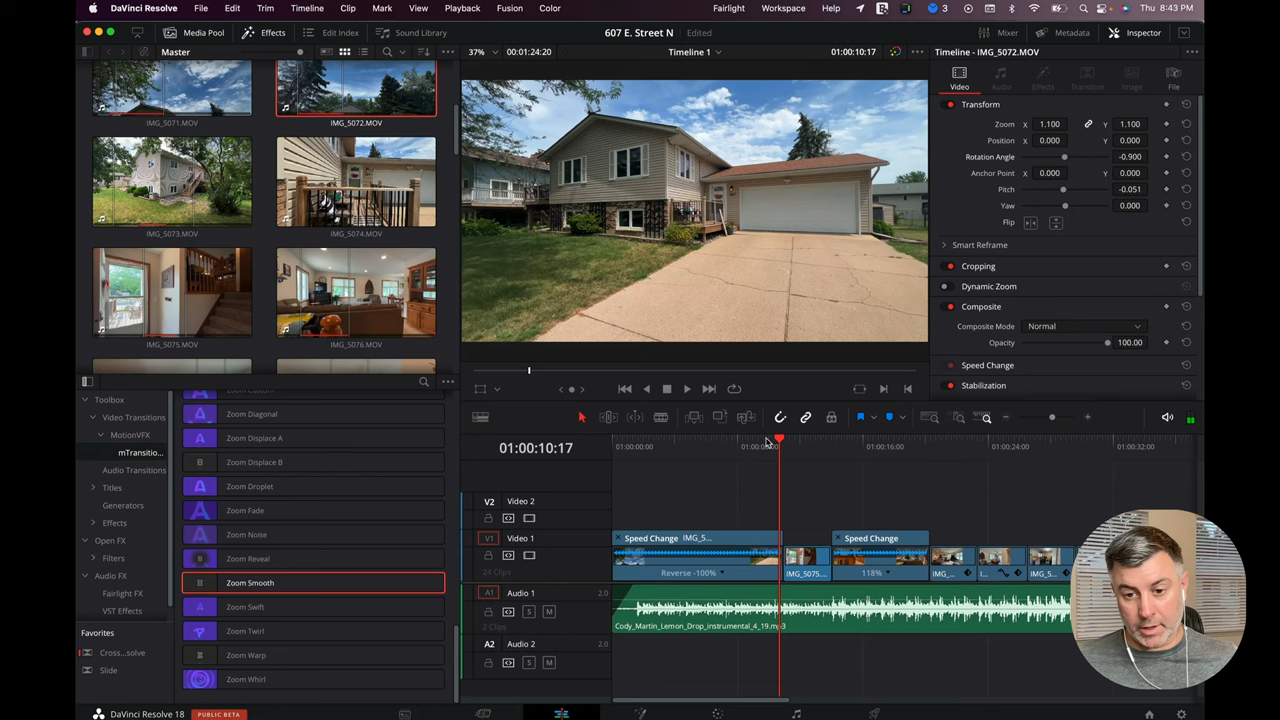 DaVinci Resolve File Edit Trim Timeline Clip Mark View Playback Fusion Color Fairlight Workspace Help 3 Thu 8:43 PM
Media Pool Effects Edit Index Sound Library 607 E. Street N Edited Mixer Metadata Inspector
Master 37% 00:01:24:20 Timeline 1 01:00:10:17 Timeline - IMG_5072.MOV
IMG_5071.MOV IMG_5072.MOV
IMG_5073.MOV IMG_5074.MOV
IMG_5075.MOV IMG_5076.MOV
Video Audio Effects Transition Image File
Transform
Zoom X 1.100 Y 1.100
Position X 0.000 Y 0.000
Rotation Angle -0.900
Anchor Point X 0.000 Y 0.000
Pitch -0.051
Yaw 0.000
Flip
Smart Reframe
Cropping
Dynamic Zoom
Composite
Composite Mode Normal
Opacity 100.00
Speed Change
Stabilization
Toolbox
Video Transitions
MotionVFX
mTransitio...
Audio Transitions
Titles
Generators
Effects
Open FX
Filters
Audio FX
Fairlight FX
VST Effects
Favorites
Cross...solve
Slide
Zoom Diagonal
Zoom Displace A
Zoom Displace B
Zoom Droplet
Zoom Fade
Zoom Noise
Zoom Reveal
Zoom Smooth
Zoom Swift
Zoom Twirl
Zoom Warp
Zoom Whirl
01:00:10:17
01:00:00:00 01:00:16:00 01:00:24:00 01:00:32:00
V2 Video 2
V1 Video 1
24 Clips
Speed Change IMG_5... Speed Change
Reverse -100% IMG_5075... 118% IMG_... I... IMG_5...
A1 Audio 1 2.0
S M
2 Clips
Cody_Martin_Lemon_Drop_instrumental_4_19.mp3
A2 Audio 2 2.0
S M
DaVinci Resolve 18 PUBLIC BETA